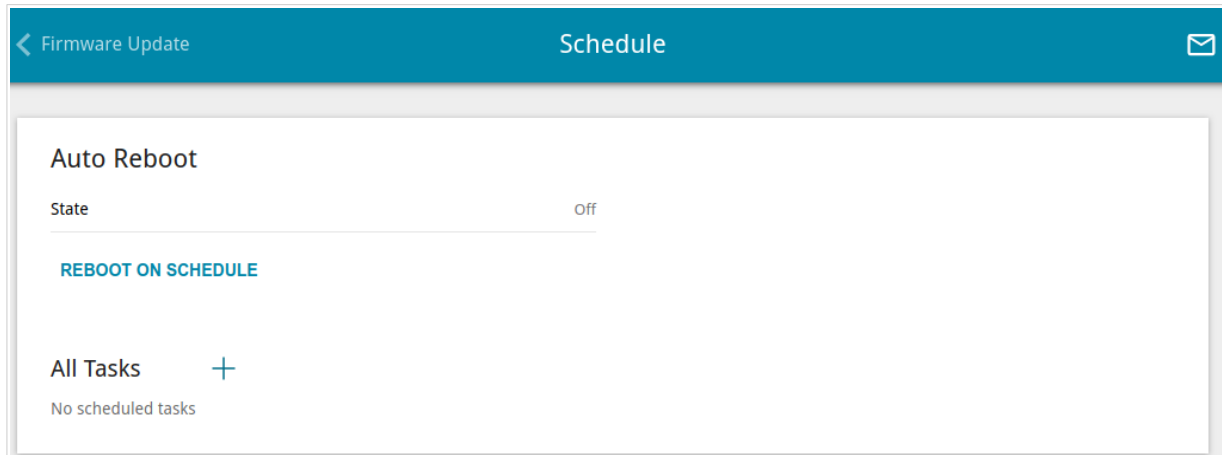 Firmware Update
Schedule
Auto Reboot
State
Off
REBOOT ON SCHEDULE
All Tasks
No scheduled tasks